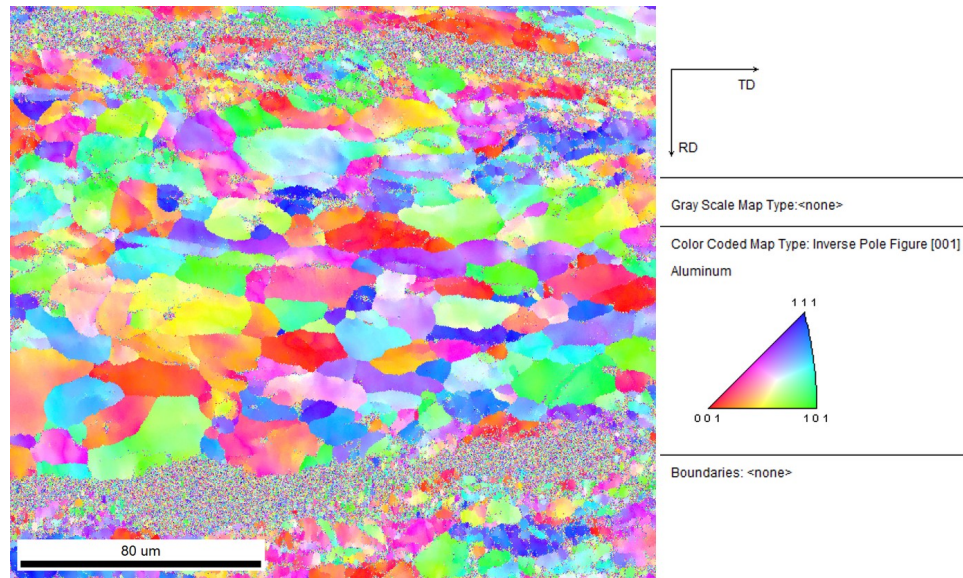 TD
RD
Gray Scale Map Type:<none>
Color Coded Map Type: Inverse Pole Figure [001]
Aluminum
1 1 1
0 0 1
1 0 1
Boundaries: <none>
80 um